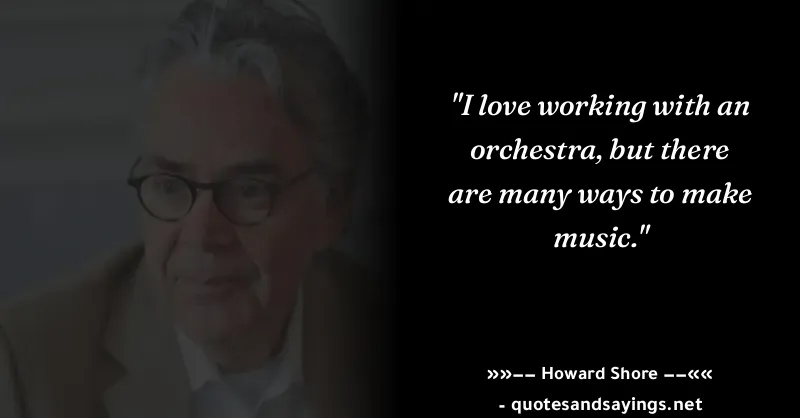 "I love working with an
orchestra, but there
are many ways to make
music."
»»−− Howard Shore −−««
- quotesandsayings.net